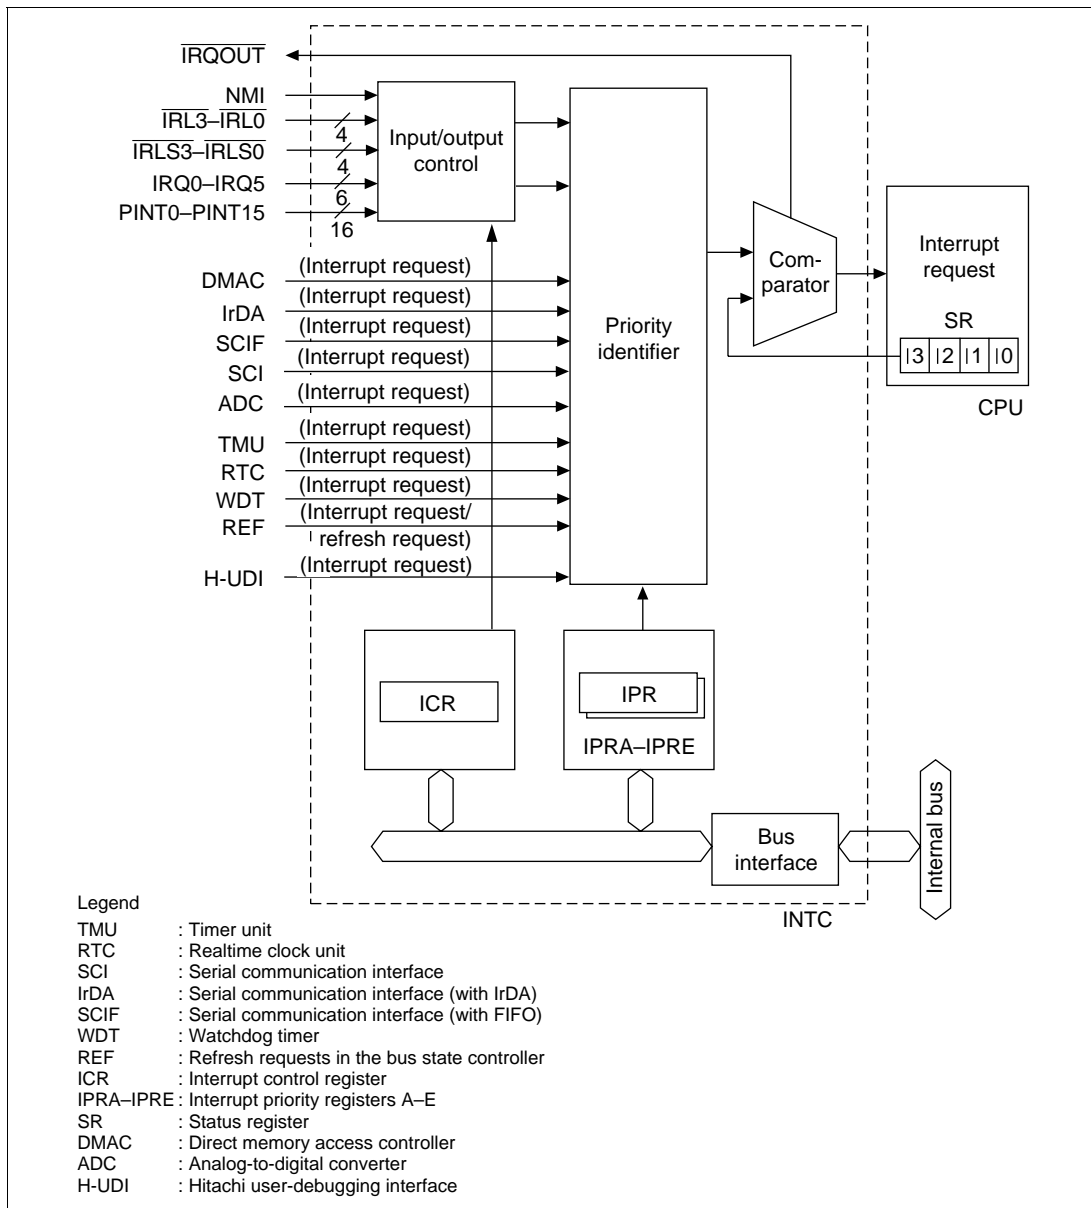 IRQOUT
NMI
IRL3–IRL0
4
IRLS3–IRLS0
4
IRQ0–IRQ5
6
PINT0–PINT15
16
Input/output
control
DMAC
(Interrupt request)
IrDA
(Interrupt request)
SCIF
(Interrupt request)
SCI
(Interrupt request)
ADC
(Interrupt request)
TMU
(Interrupt request)
RTC
(Interrupt request)
WDT
(Interrupt request)
REF
(Interrupt request/
refresh request)
H-UDI
(Interrupt request)
Priority
identifier
Com-
parator
Interrupt
request
SR
I3 I2 I1 I0
CPU
ICR
IPR
IPRA–IPRE
Bus
interface
Internal bus
INTC
Legend
TMU : Timer unit
RTC : Realtime clock unit
SCI : Serial communication interface
IrDA : Serial communication interface (with IrDA)
SCIF : Serial communication interface (with FIFO)
WDT : Watchdog timer
REF : Refresh requests in the bus state controller
ICR : Interrupt control register
IPRA–IPRE : Interrupt priority registers A–E
SR : Status register
DMAC : Direct memory access controller
ADC : Analog-to-digital converter
H-UDI : Hitachi user-debugging interface